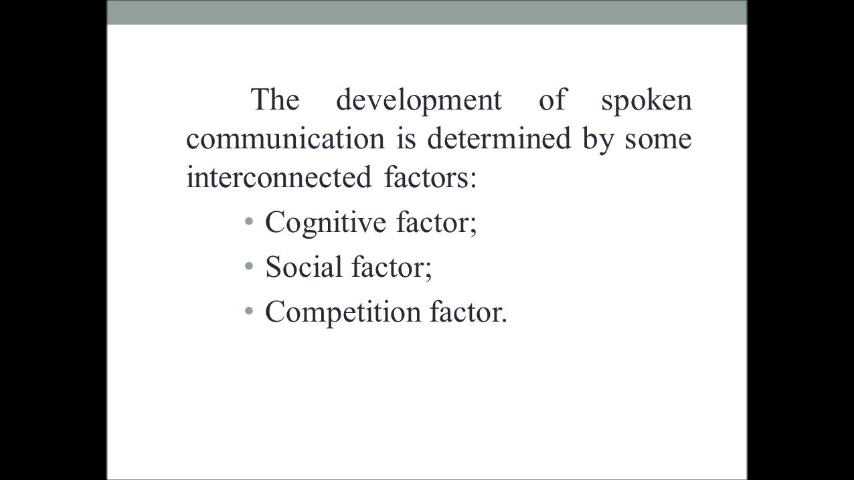 The development of spoken
communication is determined by some
interconnected factors:
• Cognitive factor;
• Social factor;
• Competition factor.